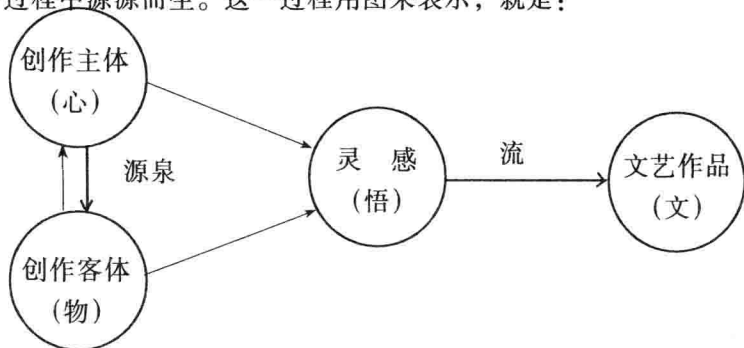 过程中源源而生。这一过程用图来表示，就是：
创作主体
(心)
源泉
创作客体
(物)
灵 感
(悟)
流
文艺作品
(文)